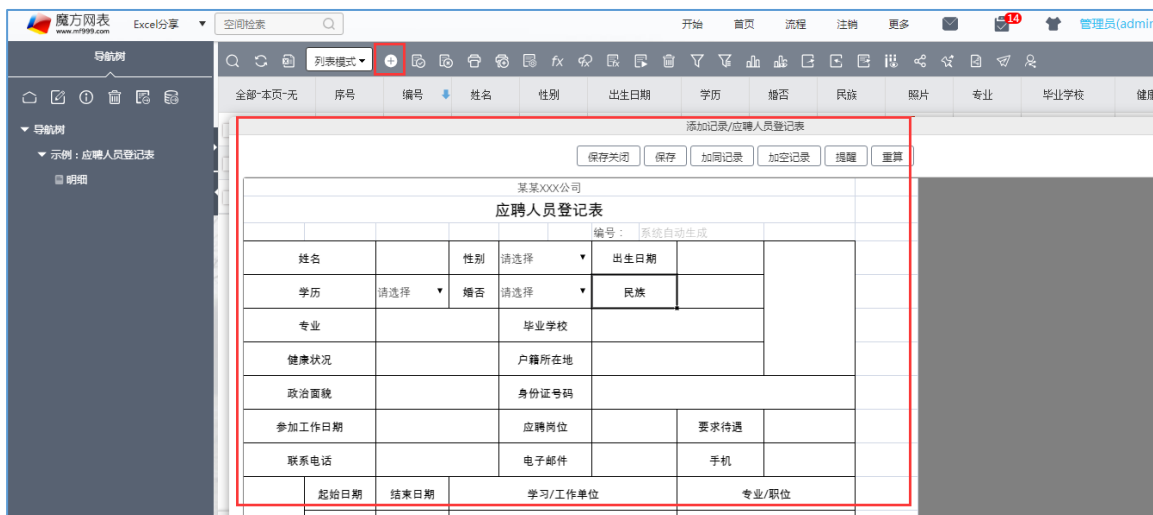 魔方网表 Excel分享 ▼ 空间检索 开始 首页 流程 注销 更多 14 管理员(admin
www.mf999.com
导航树 列表模式 fx
全部-本页-无 序号 编号 姓名 性别 出生日期 学历 婚否 民族 照片 专业 毕业学校 健康
导航树
示例：应聘人员登记表
明细
添加记录/应聘人员登记表
保存关闭 保存 加同记录 加空记录 提醒 重算
某某XXX公司
应聘人员登记表
编号： 系统自动生成
姓名 性别 请选择 出生日期
学历 请选择 婚否 请选择 民族
专业 毕业学校
健康状况 户籍所在地
政治面貌 身份证号码
参加工作日期 应聘岗位 要求待遇
联系电话 电子邮件 手机
起始日期 结束日期 学习/工作单位 专业/职位